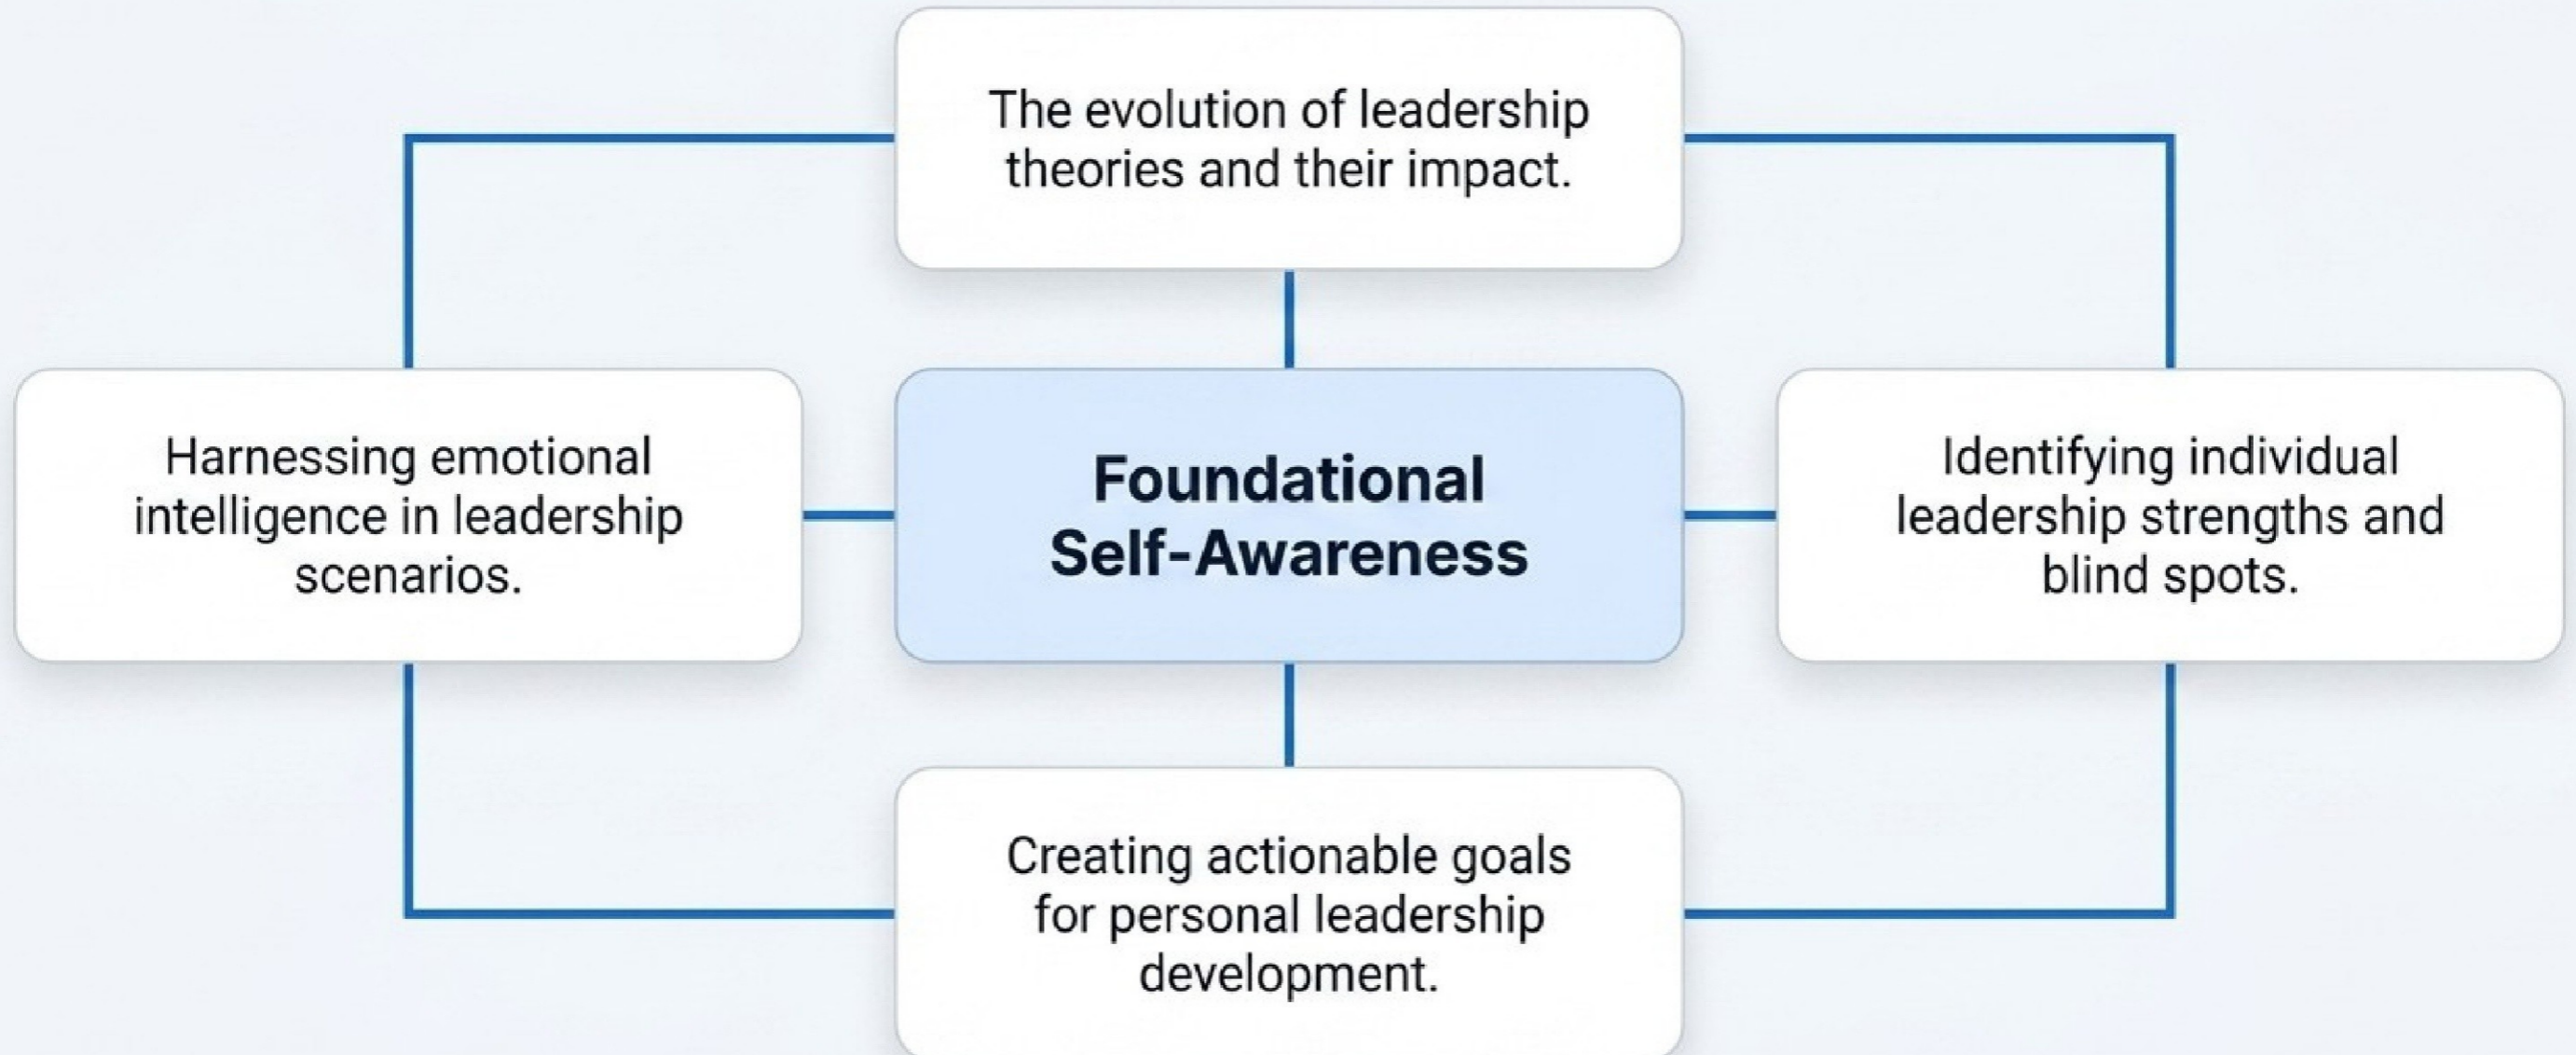 The evolution of leadership
theories and their impact.
Harnessing emotional
intelligence in leadership
scenarios.
Foundational
Self-Awareness
Identifying individual
leadership strengths and
blind spots.
Creating actionable goals
for personal leadership
development.